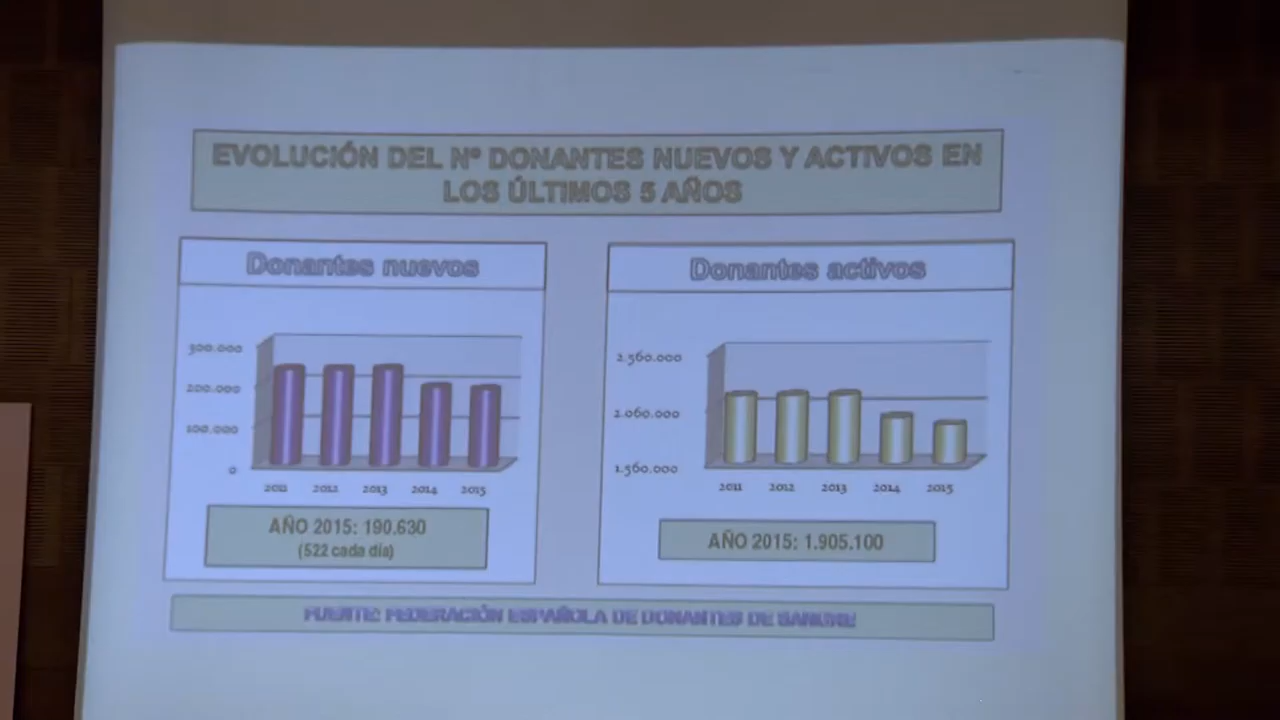 EVOLUCIÓN DEL Nº DONANTES NUEVOS Y ACTIVOS EN
LOS ÚLTIMOS 5 AÑOS
Donantes nuevos
300.000
200.000
100.000
0
2011 2012 2013 2014 2015
AÑO 2015: 190.630
(522 cada día)
Donantes activos
2.560.000
2.060.000
1.560.000
2011 2012 2013 2014 2015
AÑO 2015: 1.905.100
FUENTE: FEDERACIÓN ESPAÑOLA DE DONANTES DE SANGRE